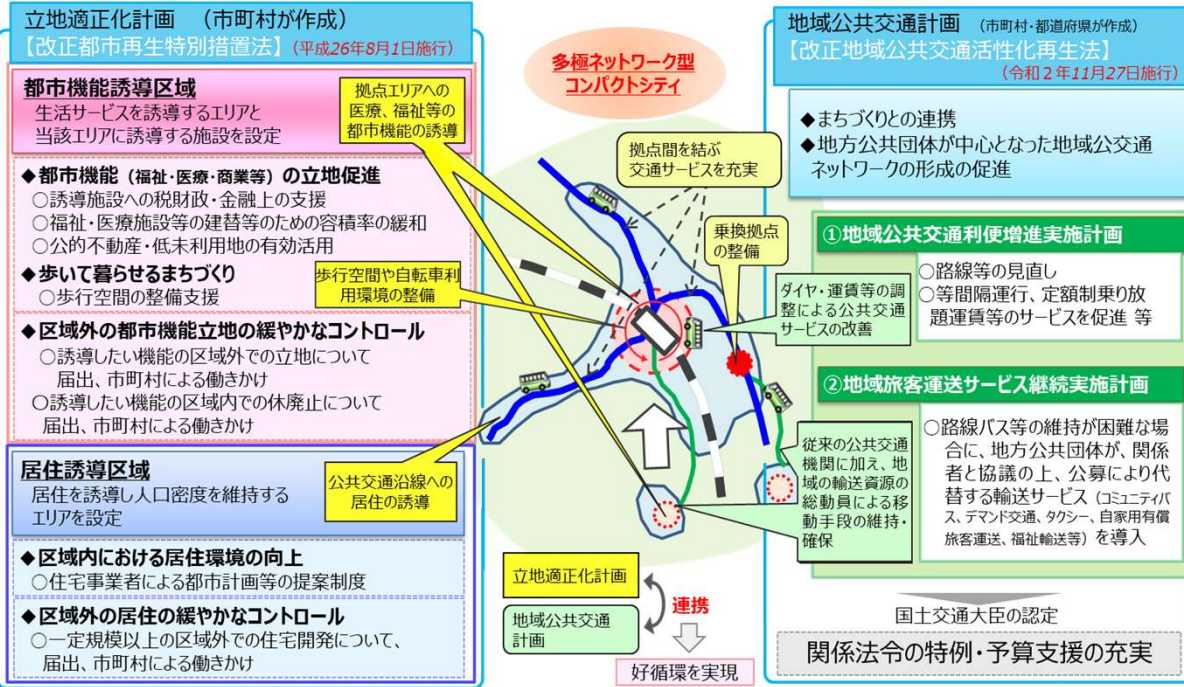 立地適正化計画　（市町村が作成）
【改正都市再生特別措置法】（平成26年8月1日施行）
都市機能誘導区域
生活サービスを誘導するエリアと
当該エリアに誘導する施設を設定
◆都市機能（福祉・医療・商業等）の立地促進
○誘導施設への税財政・金融上の支援
○福祉・医療施設等の建替等のための容積率の緩和
○公的不動産・低未利用地の有効活用
◆歩いて暮らせるまちづくり
○歩行空間の整備支援
◆区域外の都市機能立地の緩やかなコントロール
○誘導したい機能の区域外での立地について
届出、市町村による働きかけ
○誘導したい機能の区域内での休廃止について
届出、市町村による働きかけ
居住誘導区域
居住を誘導し人口密度を維持する
エリアを設定
◆区域内における居住環境の向上
○住宅事業者による都市計画等の提案制度
◆区域外の居住の緩やかなコントロール
○一定規模以上の区域外での住宅開発について、
届出、市町村による働きかけ
多極ネットワーク型
コンパクトシティ
拠点エリアへの
医療、福祉等の
都市機能の誘導
拠点間を結ぶ
交通サービスを充実
乗換拠点
の整備
歩行空間や自転車利
用環境の整備
ダイヤ・運賃等の調
整による公共交通
サービスの改善
公共交通沿線への
居住の誘導
従来の公共交通
機関に加え、地
域の輸送資源の
総動員による移
動手段の維持・
確保
立地適正化計画
地域公共交通
計画
連携
好循環を実現
地域公共交通計画　（市町村・都道府県が作成）
【改正地域公共交通活性化再生法】
（令和２年11月27日施行）
◆まちづくりとの連携
◆地方公共団体が中心となった地域公交通
ネットワークの形成の促進
①地域公共交通利便増進実施計画
○路線等の見直し
○等間隔運行、定額制乗り放
題運賃等のサービスを促進 等
②地域旅客運送サービス継続実施計画
○路線バス等の維持が困難な場
合に、地方公共団体が、関係
者と協議の上、公募により代
替する輸送サービス（コミュニティバ
ス、デマンド交通、タクシー、自家用有償
旅客運送、福祉輸送等）を導入
国土交通大臣の認定
関係法令の特例・予算支援の充実